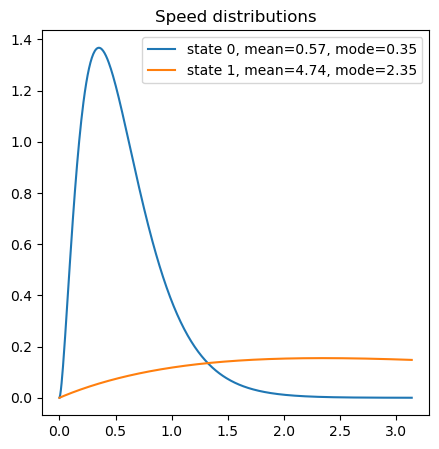 Speed distributions
state 0, mean=0.57, mode=0.35
state 1, mean=4.74, mode=2.35
1.4
1.2
1.0
0.8
0.6
0.4
0.2
0.0
0.0 0.5 1.0 1.5 2.0 2.5 3.0